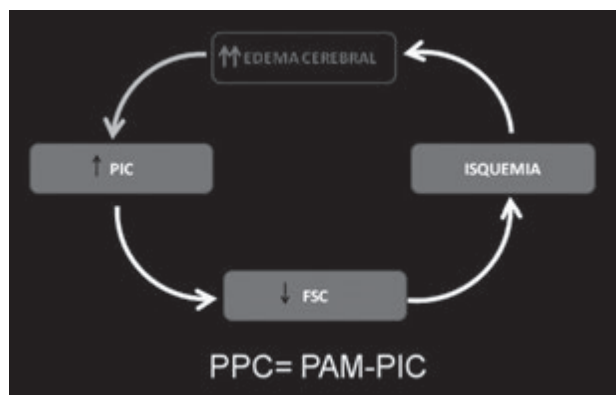 ↑↑ EDEMA CEREBRAL
↑ PIC
ISQUEMIA
↓ FSC
PPC= PAM-PIC